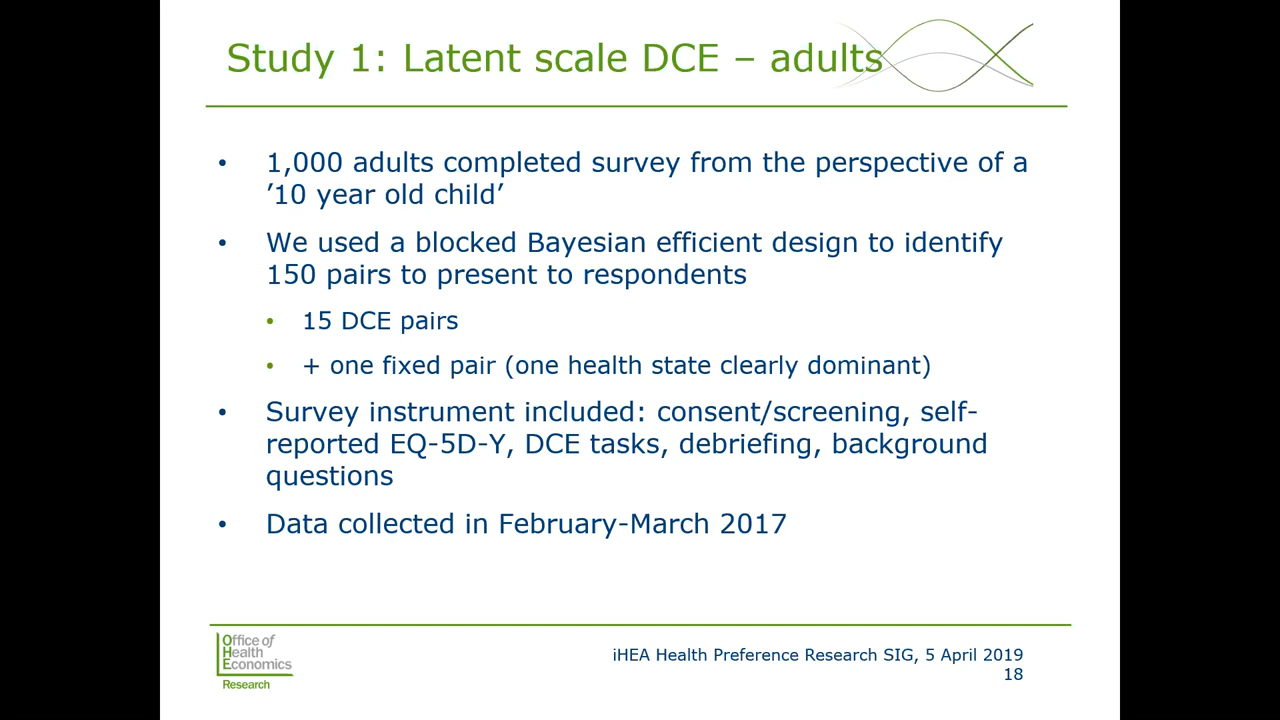 Study 1: Latent scale DCE – adults
• 1,000 adults completed survey from the perspective of a
’10 year old child’
• We used a blocked Bayesian efficient design to identify
150 pairs to present to respondents
• 15 DCE pairs
• + one fixed pair (one health state clearly dominant)
• Survey instrument included: consent/screening, self-
reported EQ-5D-Y, DCE tasks, debriefing, background
questions
• Data collected in February-March 2017
Office of
Health
Economics
Research
iHEA Health Preference Research SIG, 5 April 2019
18